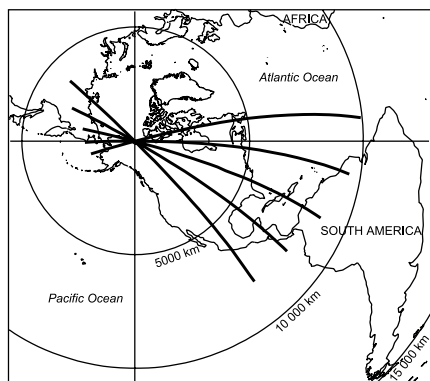 AFRICA
Atlantic Ocean
SOUTH AMERICA
5000 km
Pacific Ocean
10 000 km
15 000 km